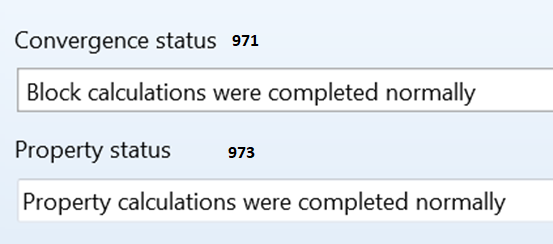 Convergence status 971
Block calculations were completed normally
Property status 973
Property calculations were completed normally